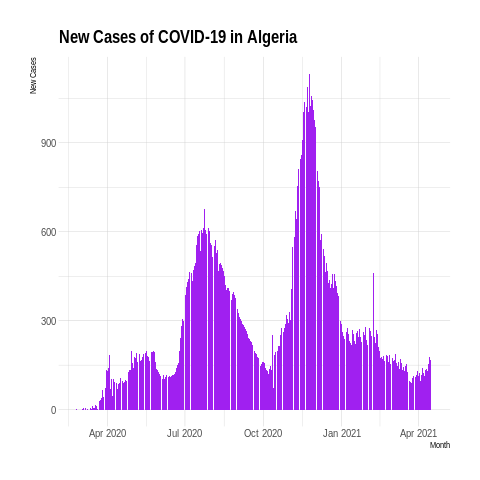 New Cases of COVID-19 in Algeria
New Cases
900
600
300
0
Apr 2020 Jul 2020 Oct 2020 Jan 2021 Apr 2021
Month